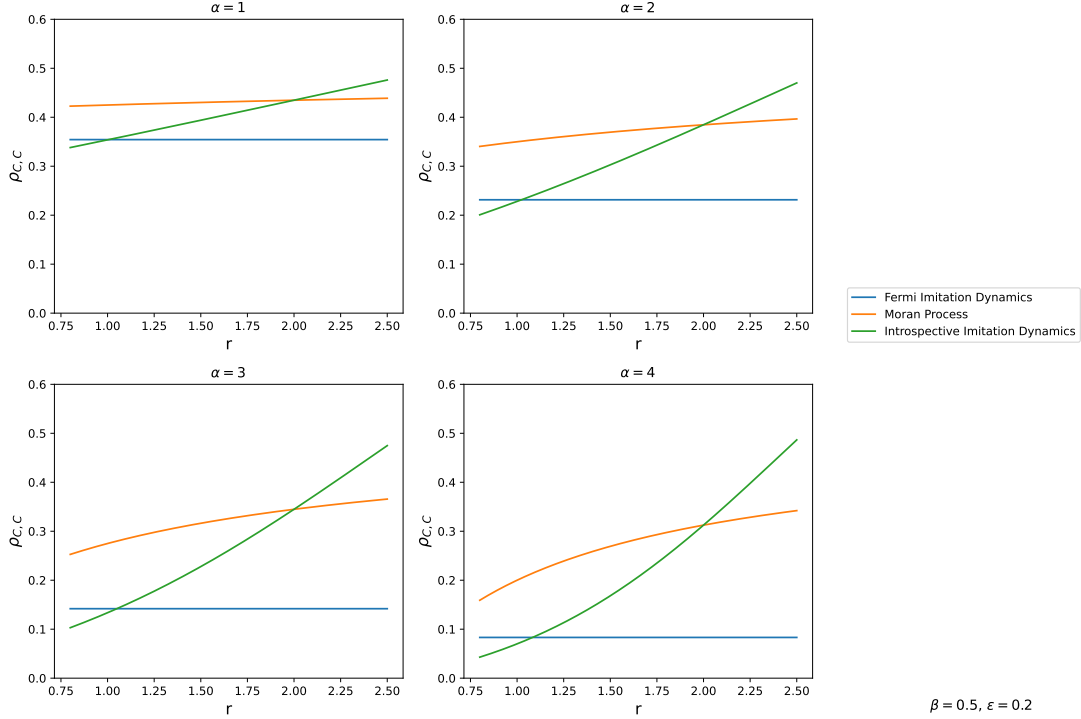 α = 1
0.6
0.5
0.4
0.3
0.2
0.1
0.0
ρC,C
0.75 1.00 1.25 1.50 1.75 2.00 2.25 2.50
r
α = 2
0.6
0.5
0.4
0.3
0.2
0.1
0.0
ρC,C
0.75 1.00 1.25 1.50 1.75 2.00 2.25 2.50
r
Fermi Imitation Dynamics
Moran Process
Introspective Imitation Dynamics
α = 3
0.6
0.5
0.4
0.3
0.2
0.1
0.0
ρC,C
0.75 1.00 1.25 1.50 1.75 2.00 2.25 2.50
r
α = 4
0.6
0.5
0.4
0.3
0.2
0.1
0.0
ρC,C
0.75 1.00 1.25 1.50 1.75 2.00 2.25 2.50
r
β = 0.5, ε = 0.2